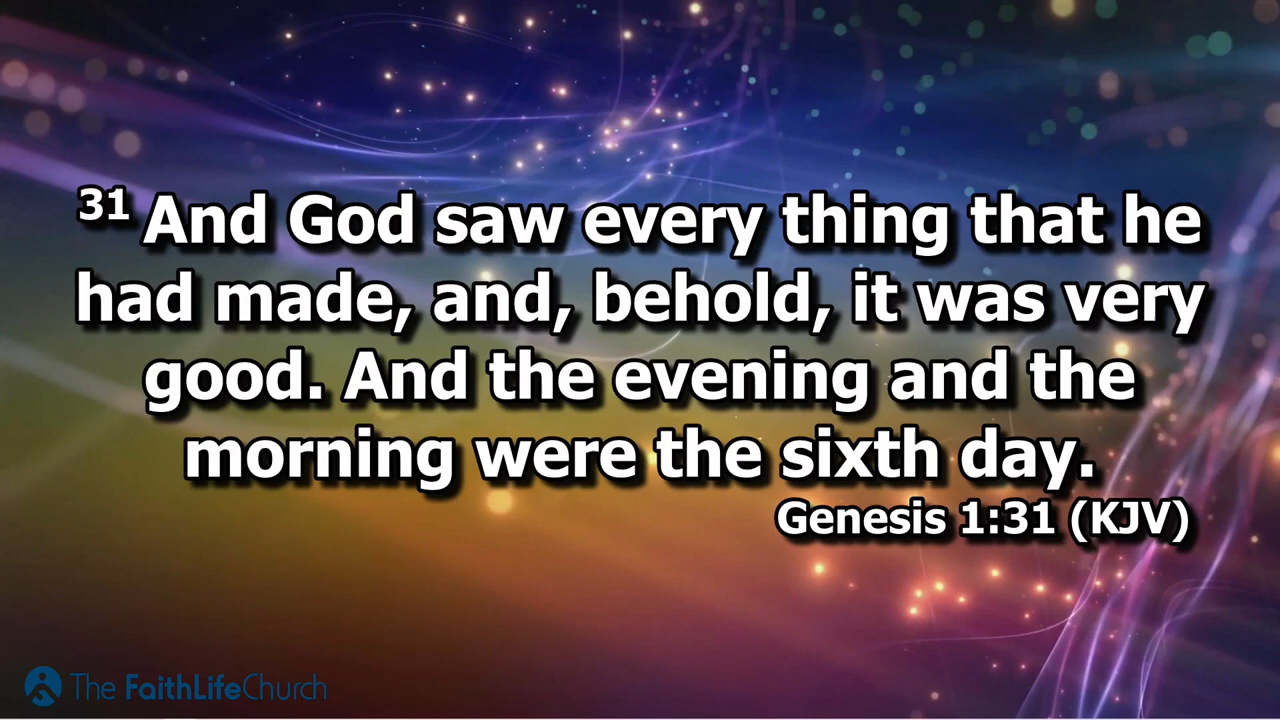 31 And God saw every thing that he
had made, and, behold, it was very
good. And the evening and the
morning were the sixth day.
Genesis 1:31 (KJV)
The FaithLifeChurch